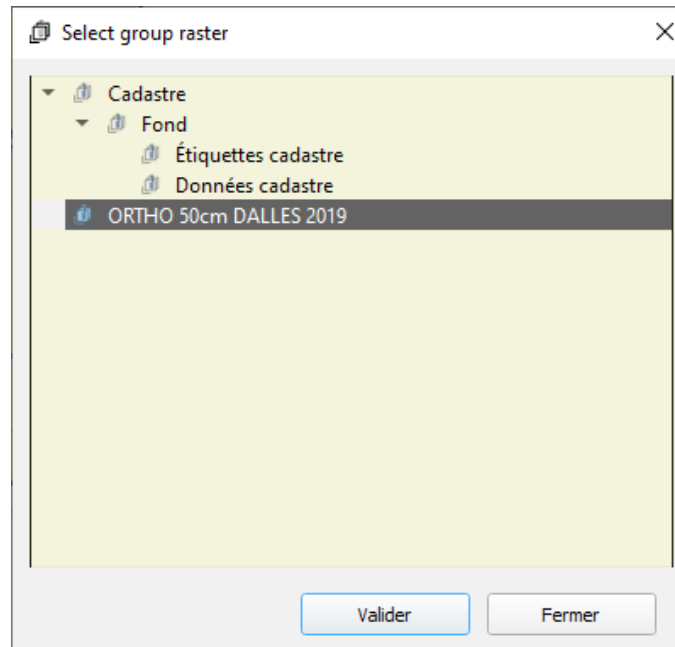 Select group raster
Cadastre
Fond
Étiquettes cadastre
Données cadastre
ORTHO 50cm DALLES 2019
Valider
Fermer